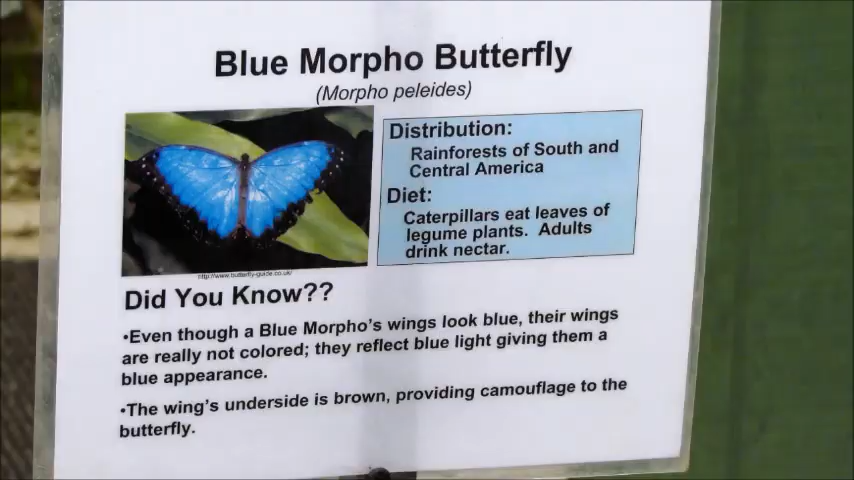 Blue Morpho Butterfly
(Morpho peleides)
Distribution:
Rainforests of South and
Central America
Diet:
Caterpillars eat leaves of
legume plants. Adults
drink nectar.
http://www.butterfly-guide.co.uk/
Did You Know??
•Even though a Blue Morpho's wings look blue, their wings
are really not colored; they reflect blue light giving them a
blue appearance.
•The wing's underside is brown, providing camouflage to the
butterfly.